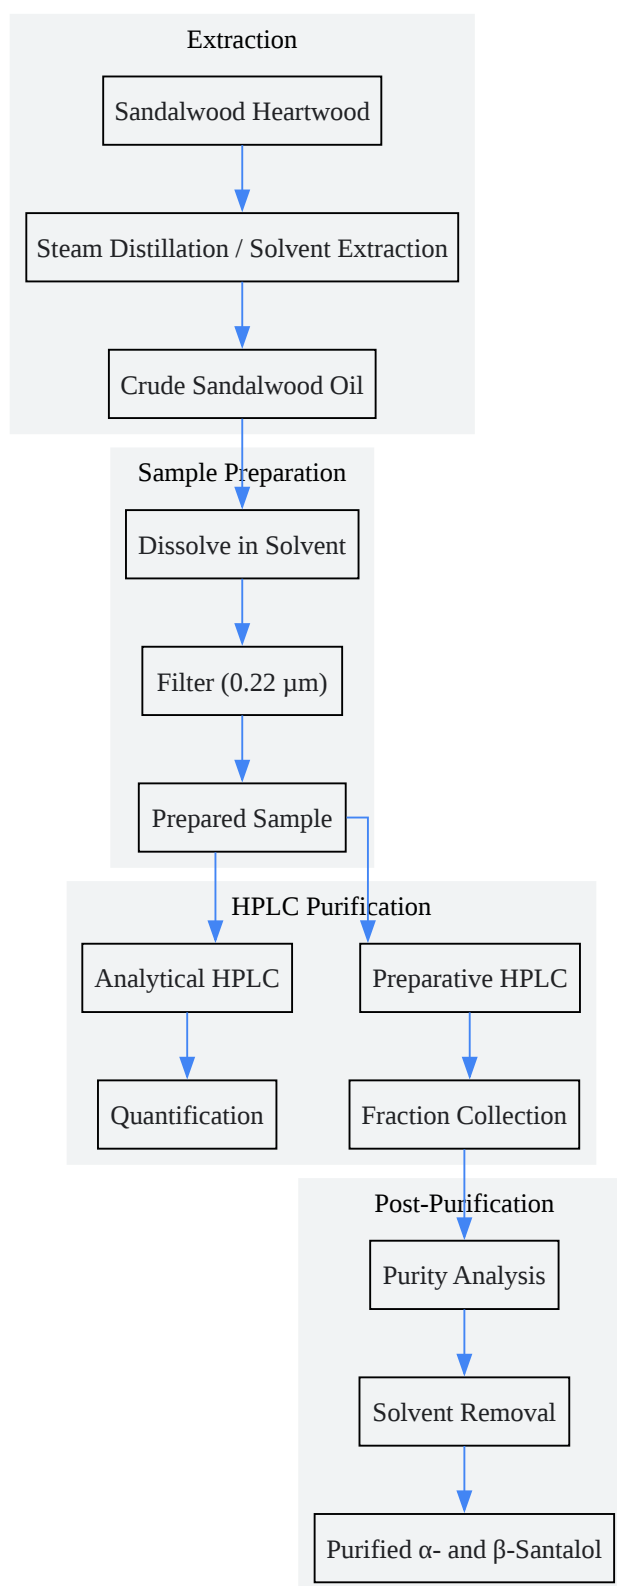 Extraction
Sandalwood Heartwood
Steam Distillation / Solvent Extraction
Crude Sandalwood Oil
Sample Preparation
Dissolve in Solvent
Filter (0.22 µm)
Prepared Sample
HPLC Purification
Analytical HPLC
Preparative HPLC
Quantification
Fraction Collection
Post-Purification
Purity Analysis
Solvent Removal
Purified α- and β-Santalol